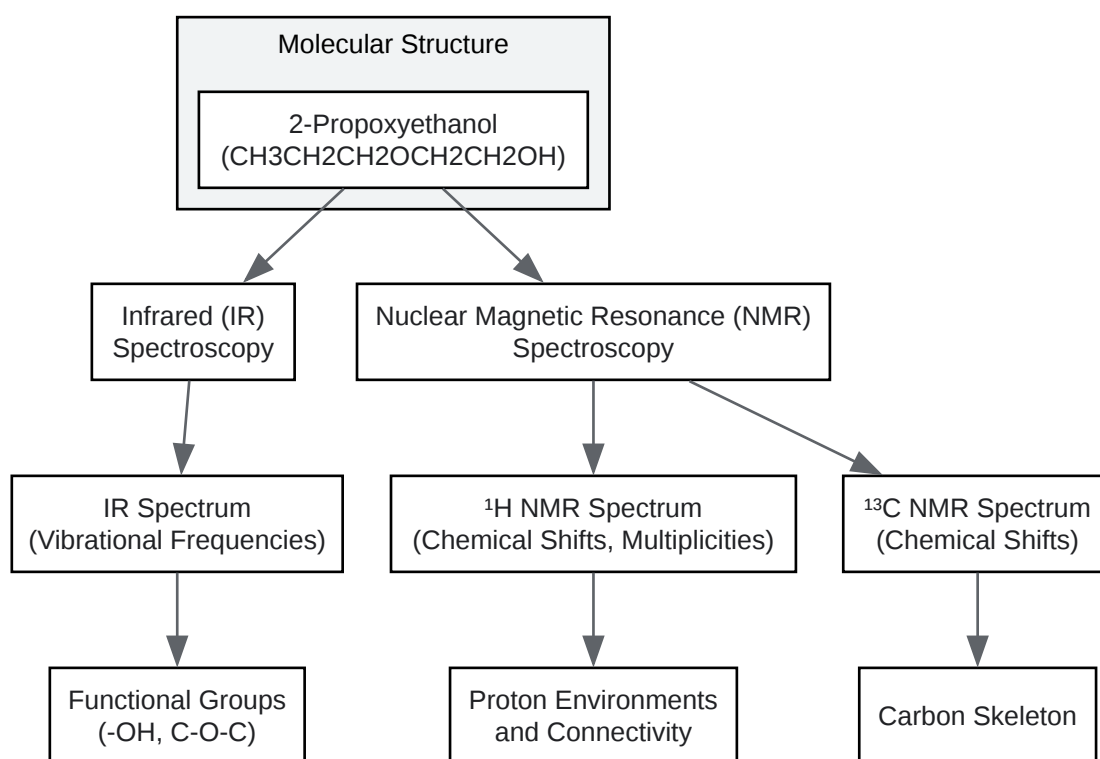 Molecular Structure
2-Propoxyethanol
(CH3CH2CH2OCH2CH2OH)
Infrared (IR)
Spectroscopy
Nuclear Magnetic Resonance (NMR)
Spectroscopy
IR Spectrum
(Vibrational Frequencies)
¹H NMR Spectrum
(Chemical Shifts, Multiplicities)
¹³C NMR Spectrum
(Chemical Shifts)
Functional Groups
(-OH, C-O-C)
Proton Environments
and Connectivity
Carbon Skeleton